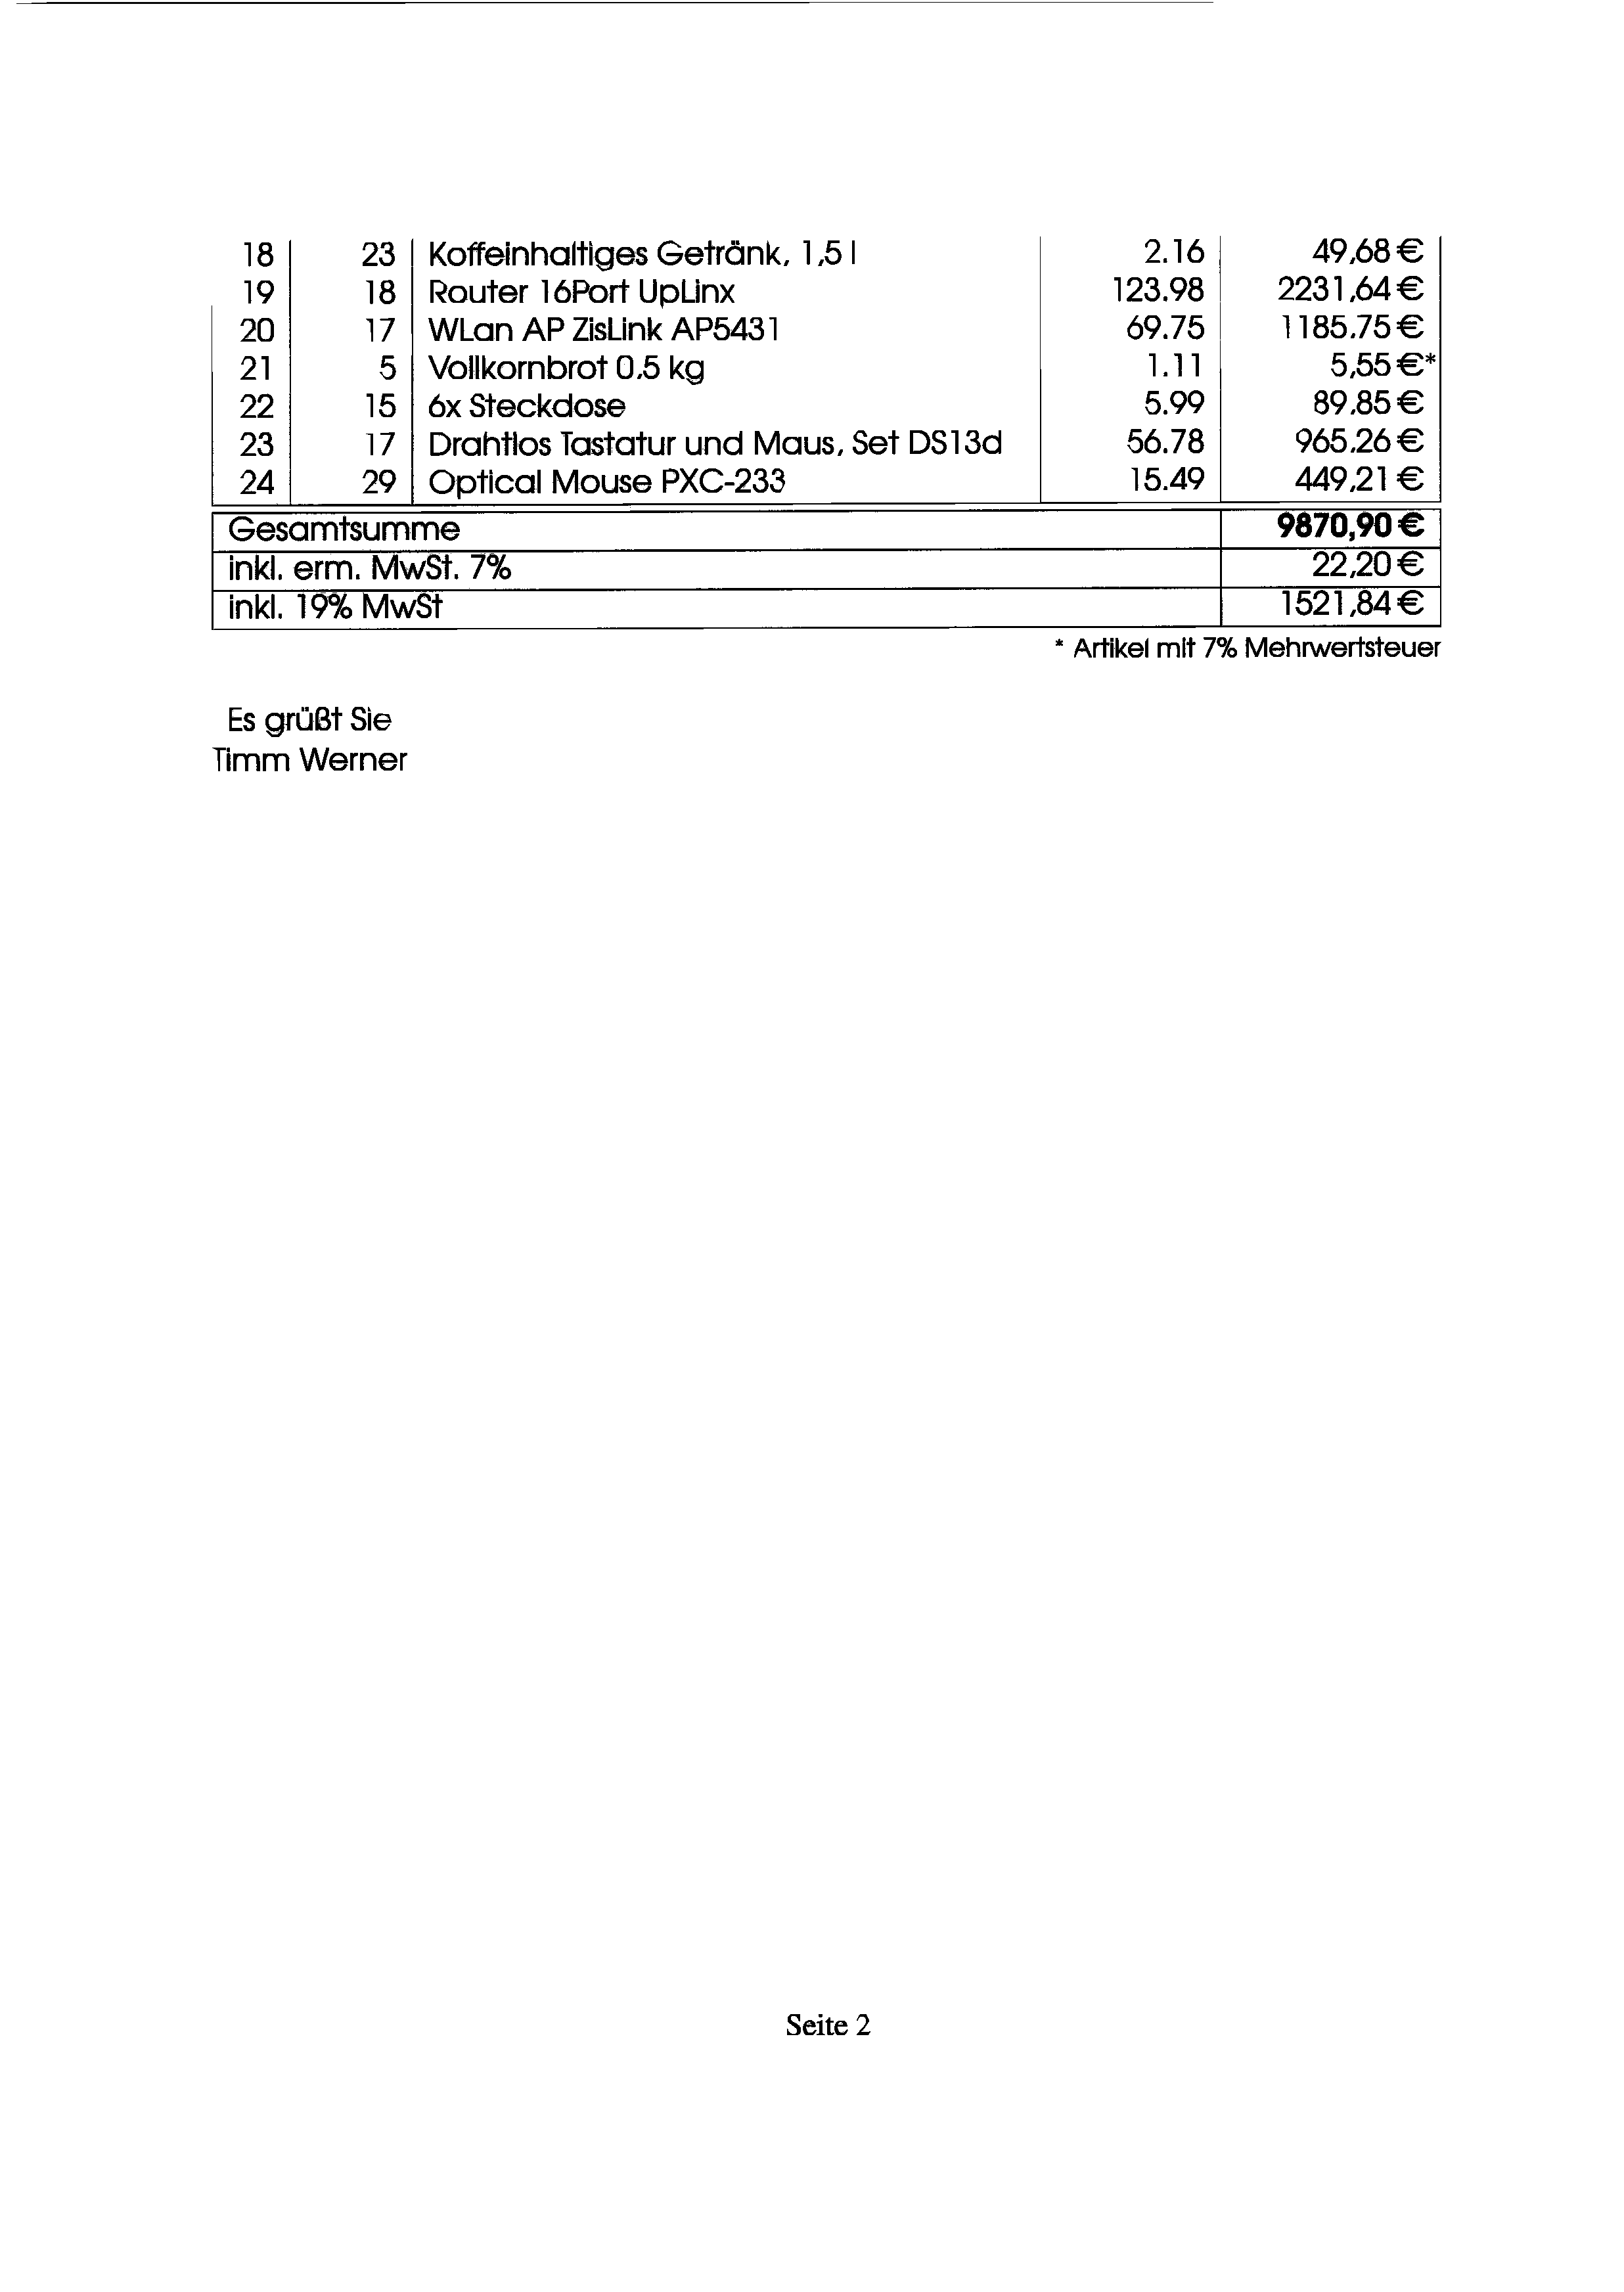 18 23 Koffeinhaltiges Getränk, 1,5 l 2.16 49,68 €
19 18 Router 16Port UpLinx 123.98 2231,64 €
20 17 WLan AP ZisLink AP5431 69.75 1185,75 €
21 5 Vollkornbrot 0,5 kg 1.11 5,55 €*
22 15 6x Steckdose 5.99 89,85 €
23 17 Drahtlos Tastatur und Maus, Set DS13d 56.78 965,26 €
24 29 Optical Mouse PXC-233 15.49 449,21 €
Gesamtsumme 9870,90 €
inkl. erm. MwSt. 7% 22,20 €
inkl. 19% MwSt 1521,84 €
* Artikel mit 7% Mehrwertsteuer
Es grüßt Sie
Timm Werner
Seite 2